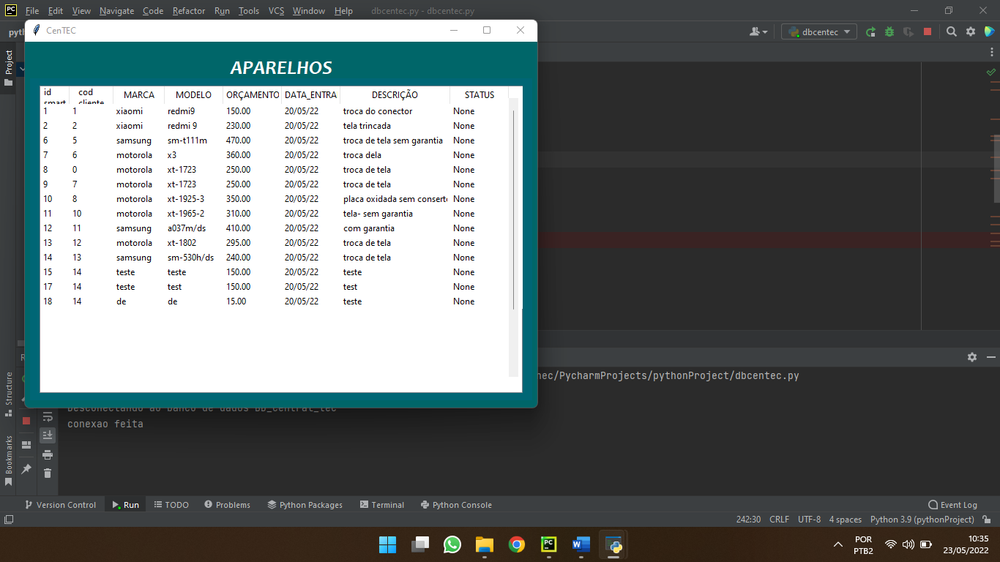 PC File Edit View Navigate Code Refactor Run Tools VCS Window Help dbcentec.py - dbcentec.py
dbcentec
CenTEC
APARELHOS
id smart cod cliente MARCA MODELO ORÇAMENTO DATA_ENTRA DESCRIÇÃO STATUS
1 1 xiaomi redmi9 150.00 20/05/22 troca do conector None
2 2 xiaomi redmi 9 230.00 20/05/22 tela trincada None
6 5 samsung sm-t111m 470.00 20/05/22 troca de tela sem garantia None
7 6 motorola x3 360.00 20/05/22 troca dela None
8 0 motorola xt-1723 250.00 20/05/22 troca de tela None
9 7 motorola xt-1723 250.00 20/05/22 troca de tela None
10 8 motorola xt-1925-3 350.00 20/05/22 placa oxidada sem conserto None
11 10 motorola xt-1965-2 310.00 20/05/22 tela- sem garantia None
12 11 samsung a037m/ds 410.00 20/05/22 com garantia None
13 12 motorola xt-1802 295.00 20/05/22 troca de tela None
14 13 samsung sm-530h/ds 240.00 20/05/22 troca de tela None
15 14 teste teste 150.00 20/05/22 teste None
17 14 teste test 150.00 20/05/22 test None
18 14 de de 15.00 20/05/22 teste None
Project
Structure
Bookmarks
nec/PycharmProjects/pythonProject/dbcentec.py
Desconectando ao banco de dados DB_central_tec
conexao feita
Version Control Run TODO Problems Python Packages Terminal Python Console Event Log
242:30 CRLF UTF-8 4 spaces Python 3.9 (pythonProject)
PC
POR
PTB2
10:35
23/05/2022